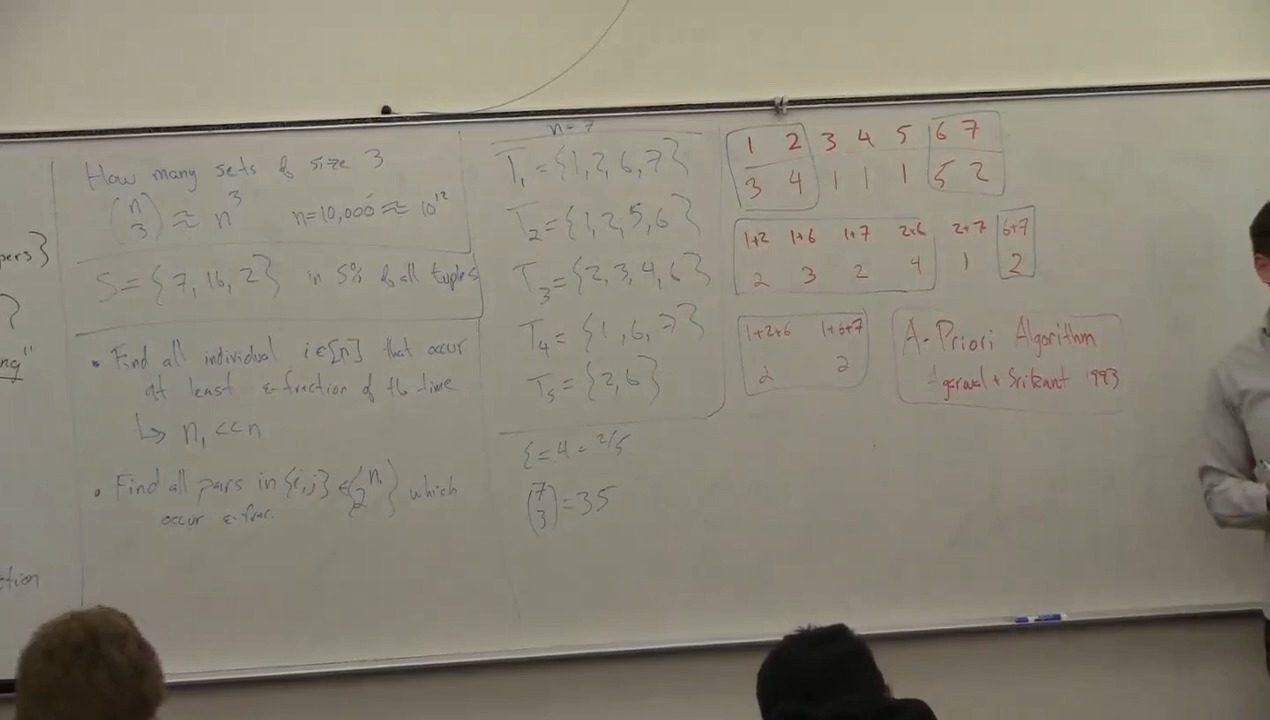 pers}
?
ng"
ction
How many sets of size 3
(n 3) ≈ n³ n=10,000 ≈ 10¹²
S = {7, 16, 2} in 5% of all tuples
• Find all individual i∈[n] that occur
at least ε-fraction of the time
↳ n₁ << n
• Find all pars in {i,j} ∈ {2^n₁} which
occur ε-frac.
n=7
T₁ = {1, 2, 6, 7}
T₂ = {1, 2, 5, 6}
T₃ = {2, 3, 4, 6}
T₄ = {1, 6, 7}
T₅ = {2, 6}
ε = .4 = 2/5
(7 3) = 35
1 2 3 4 5 6 7
3 4 1 1 1 5 2
1+2 1+6 1+7 2+6 2+7 6+7
2 3 2 4 1 2
1+2+6 1+6+7
2 2
A-Priori Algorithm
Agarwal + Srikant 1993